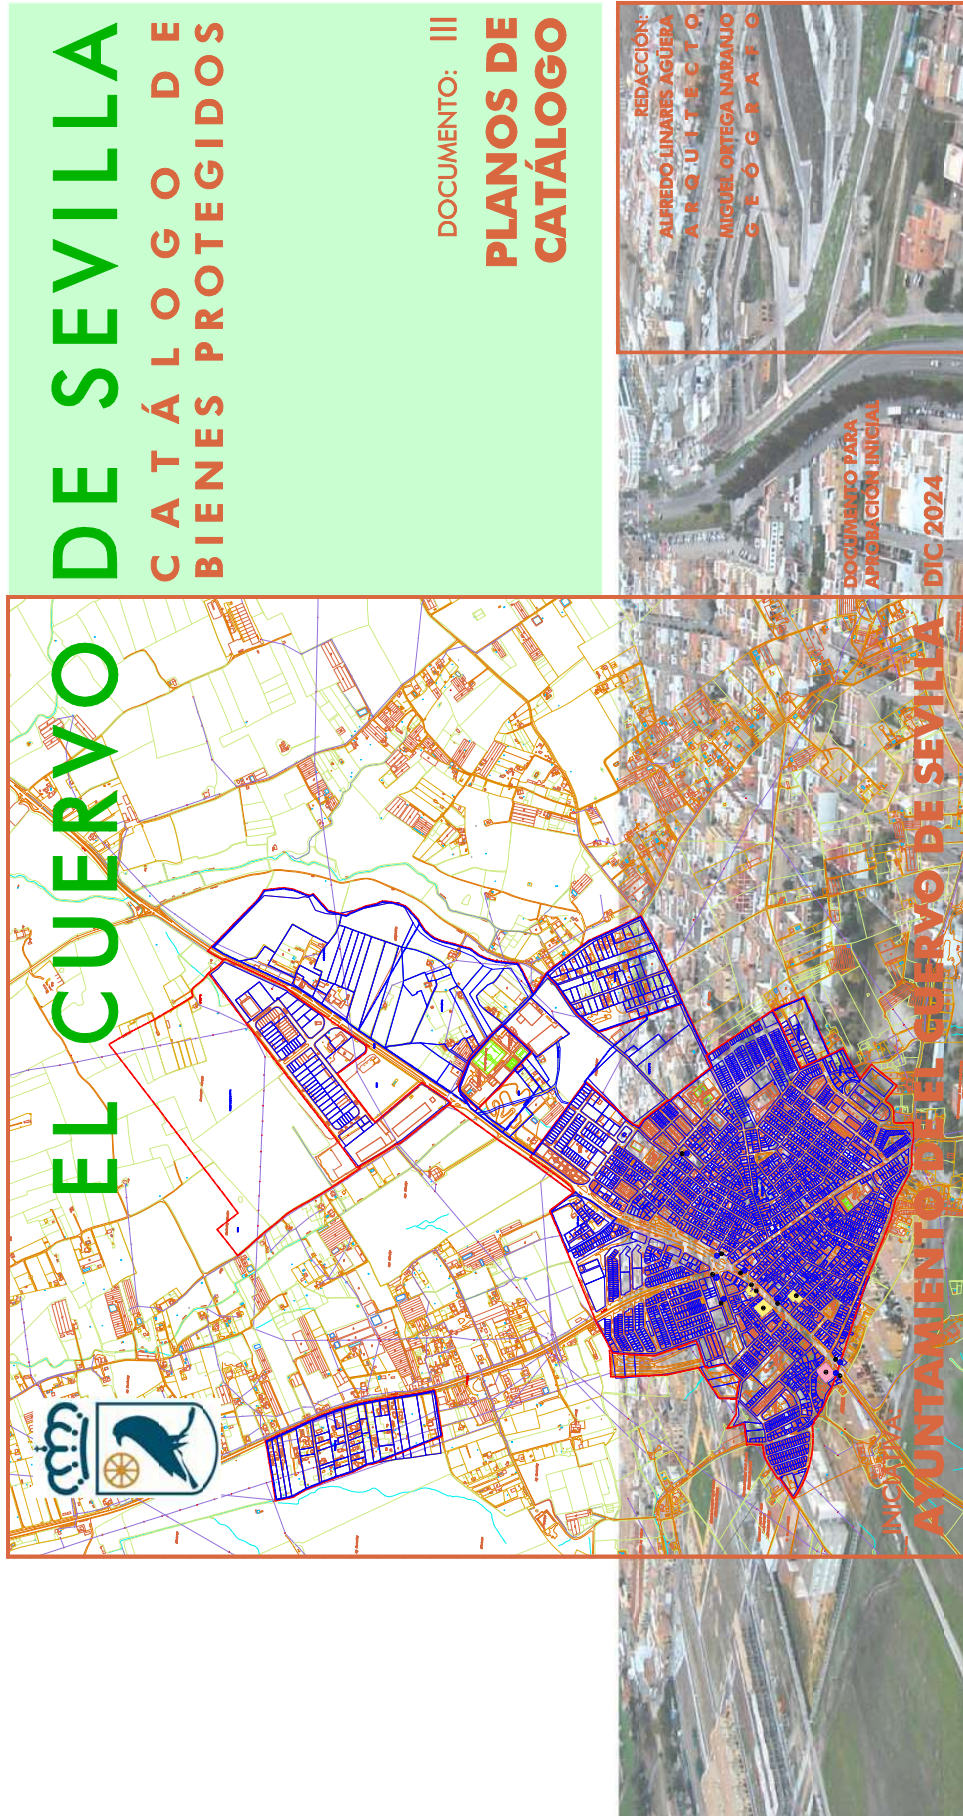 EL CUERVO DE SEVILLA
CATÁLOGO DE
BIENES PROTEGIDOS
DOCUMENTO: III
PLANOS DE
CATÁLOGO
REDACCIÓN:
ALFREDO LINARES AGÜERA
ARQUITECTO
MIGUEL ORTEGA NARANJO
GEOGRAFO
DOCUMENTO PARA
APROBACIÓN INICIAL
DIC 2024
INICIATIVA
AYUNTAMIENTO DE EL CUERVO DE SEVILLA